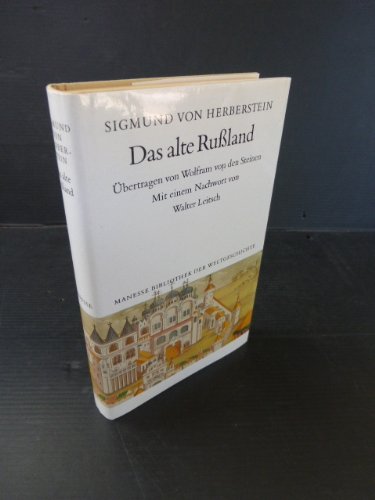 SIGMUND VON HERBERSTEIN
Das alte Rußland
Übertragen von Wolfram von den Steinen
Mit einem Nachwort von
Walter Leitsch
MANESSE BIBLIOTHEK DER WELTGESCHICHTE